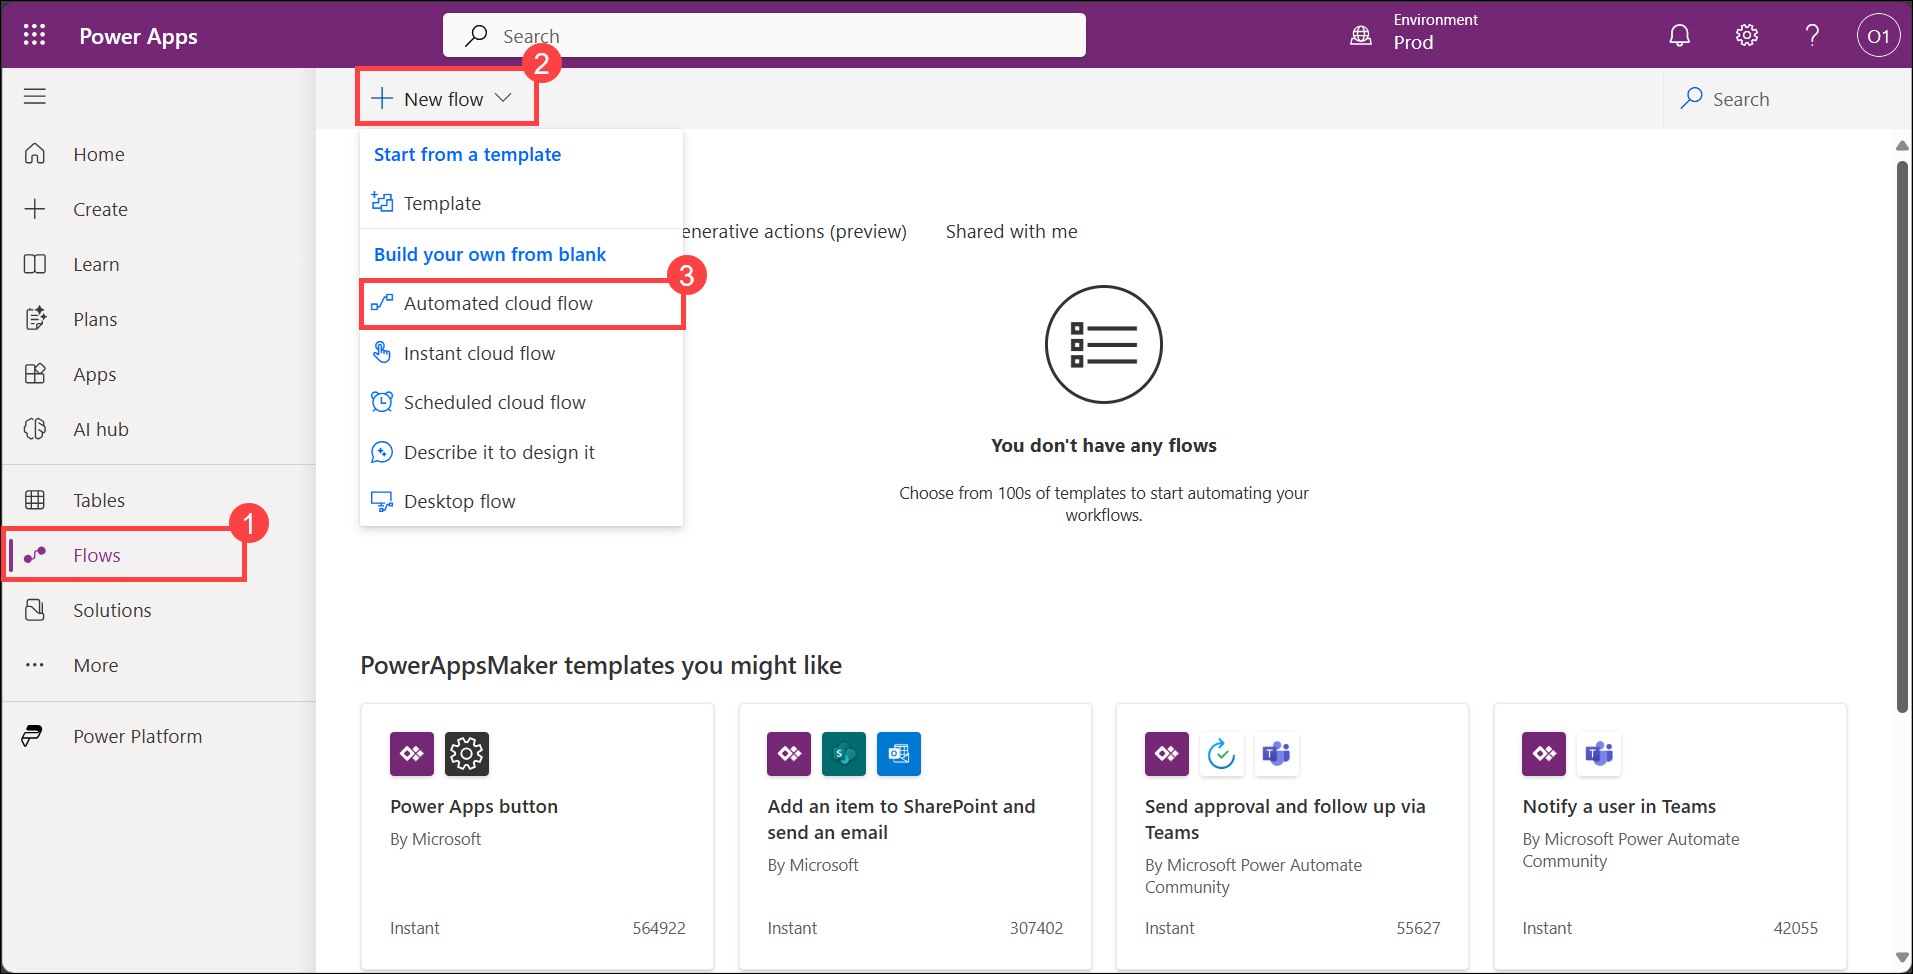 Power Apps
Search
Environment
Prod
O1
2
New flow
Search
Home
Create
Learn
Plans
Apps
AI hub
Tables
1
Flows
Solutions
More
Power Platform
Start from a template
Template
Build your own from blank
3
Automated cloud flow
Instant cloud flow
Scheduled cloud flow
Describe it to design it
Desktop flow
enerative actions (preview)
Shared with me
You don't have any flows
Choose from 100s of templates to start automating your
workflows.
PowerAppsMaker templates you might like
Power Apps button
By Microsoft
Instant
564922
Add an item to SharePoint and
send an email
By Microsoft
Instant
307402
Send approval and follow up via
Teams
By Microsoft Power Automate
Community
Instant
55627
Notify a user in Teams
By Microsoft Power Automate
Community
Instant
42055